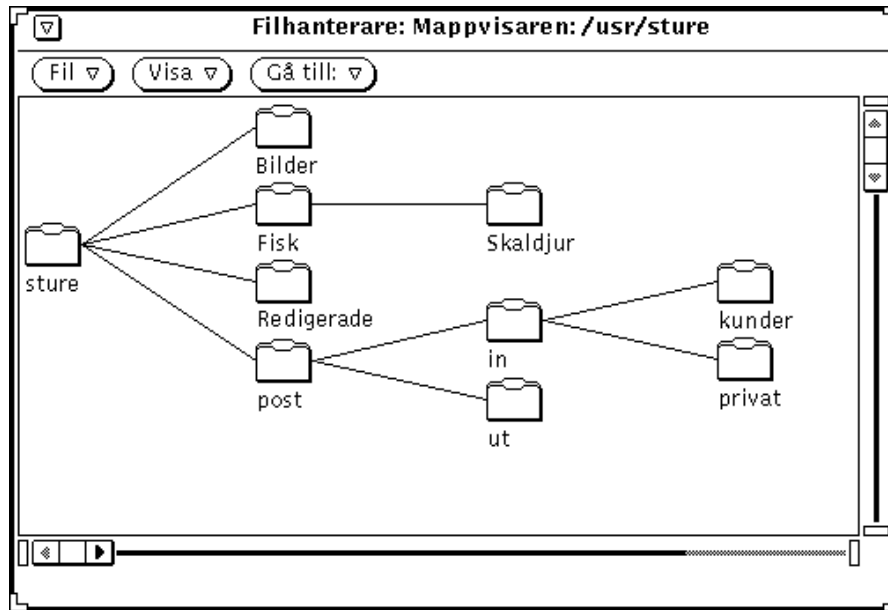 Filhanterare: Mappvisaren: /usr/sture
Fil Visa Gå till:
Bilder
Fisk Skaldjur
sture
Redigerade in kunder
post privat
ut